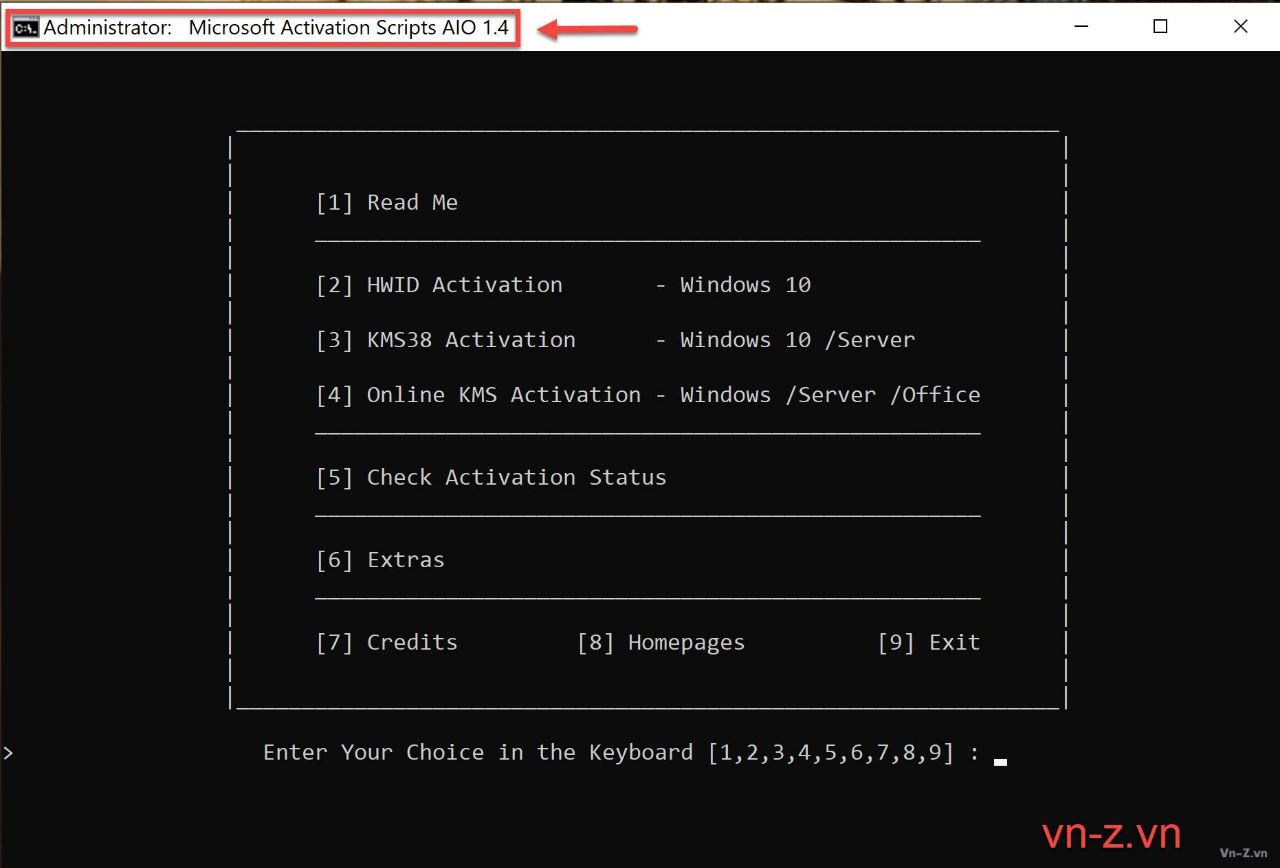 Administrator: Microsoft Activation Scripts AIO 1.4
[1] Read Me
[2] HWID Activation - Windows 10
[3] KMS38 Activation - Windows 10 /Server
[4] Online KMS Activation - Windows /Server /Office
[5] Check Activation Status
[6] Extras
[7] Credits [8] Homepages [9] Exit
> Enter Your Choice in the Keyboard [1,2,3,4,5,6,7,8,9] : _
vn-z.vn
Vn-Z.vn